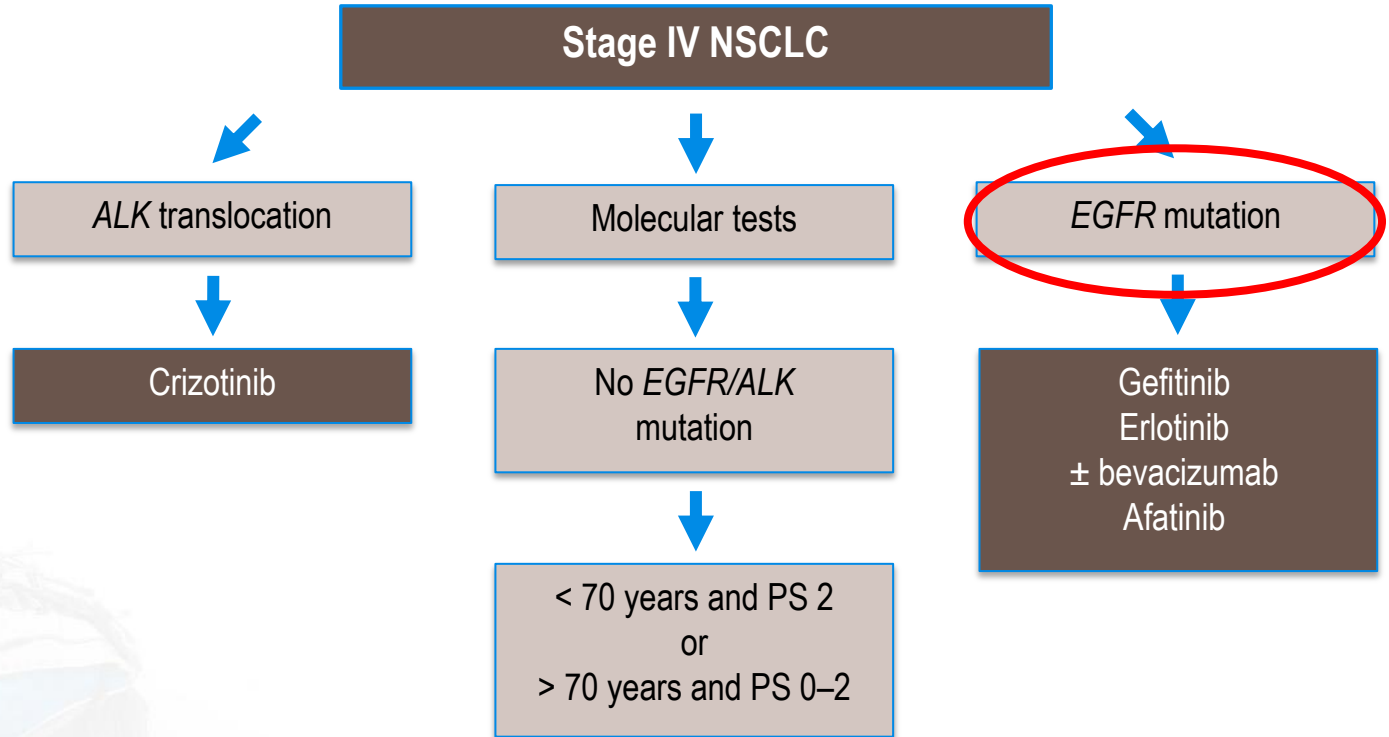 Stage IV NSCLC
ALK translocation
Molecular tests
EGFR mutation
Crizotinib
No EGFR/ALK
mutation
Gefitinib
Erlotinib
± bevacizumab
Afatinib
< 70 years and PS 2
or
> 70 years and PS 0–2